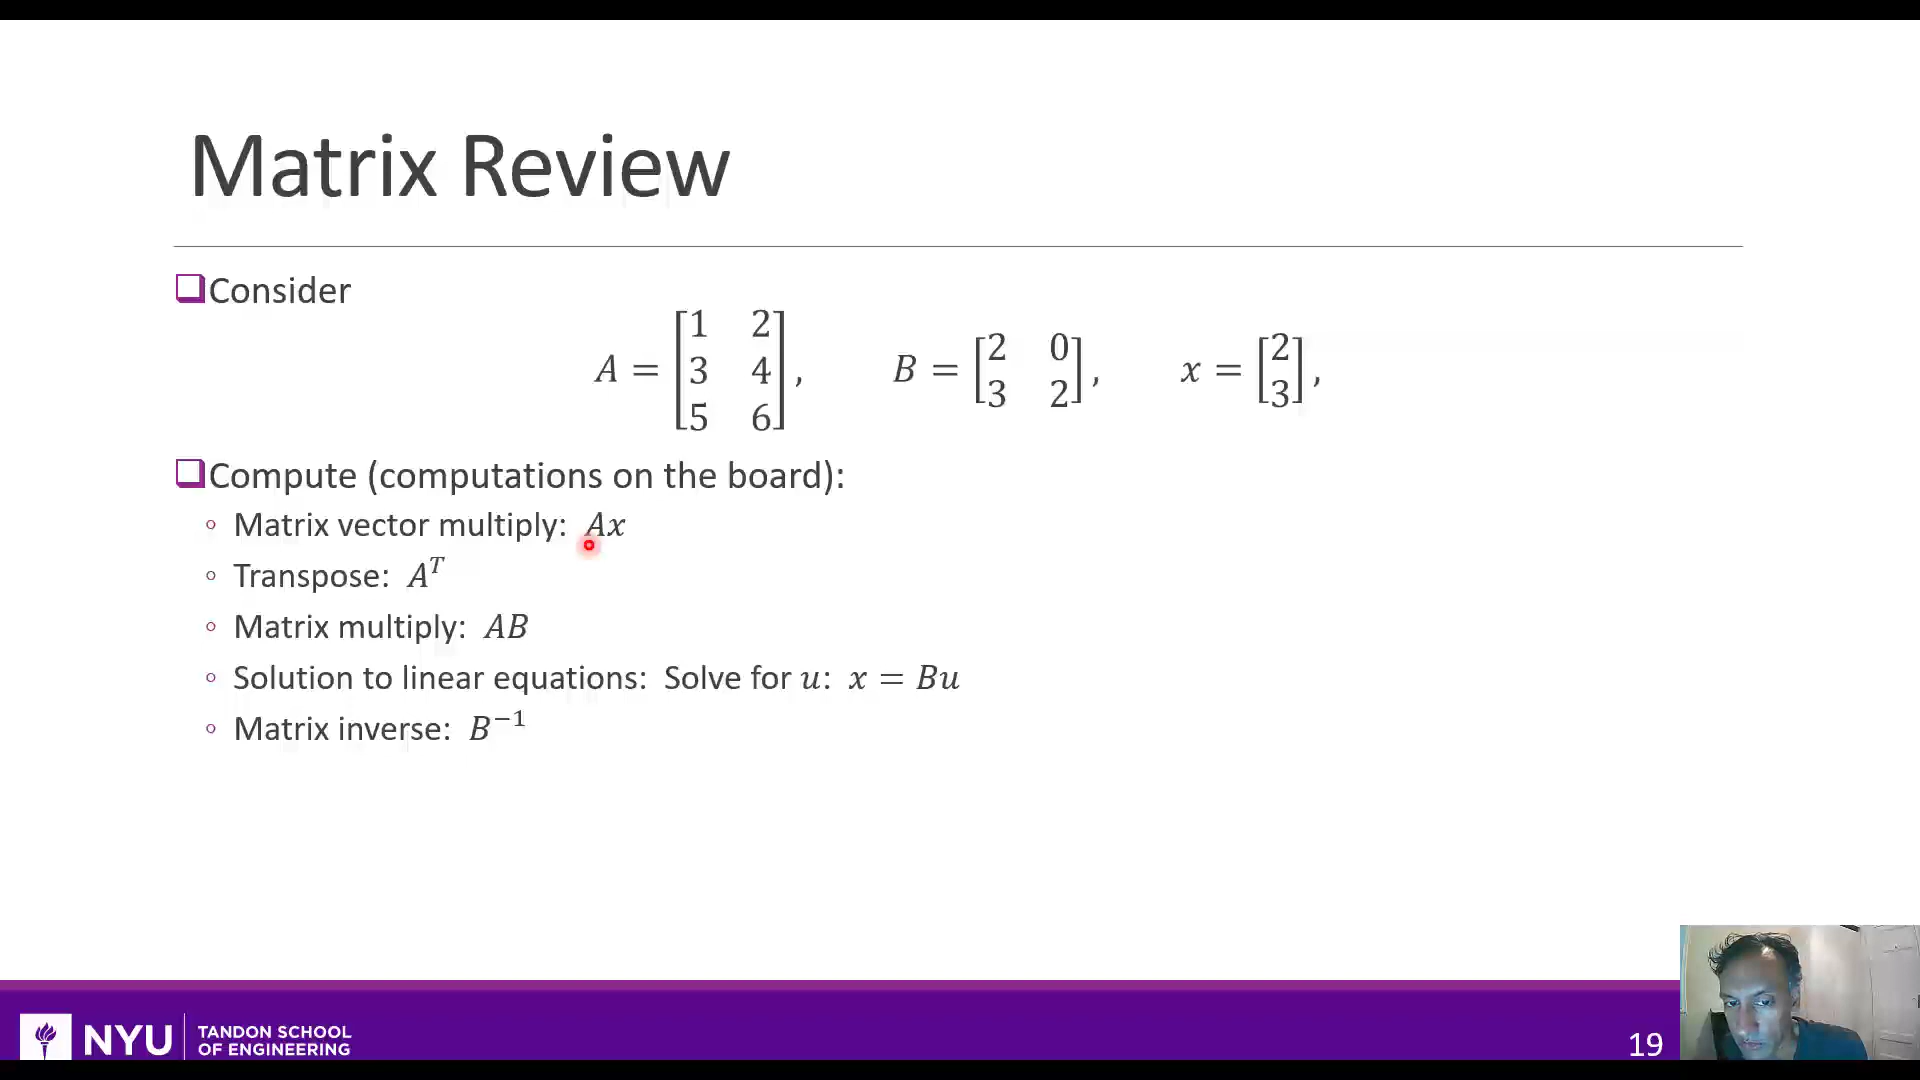 Matrix Review
Consider
A = [1 2; 3 4; 5 6], B = [2 0; 3 2], x = [2; 3],
Compute (computations on the board):
◦ Matrix vector multiply: Ax
◦ Transpose: Aᵀ
◦ Matrix multiply: AB
◦ Solution to linear equations: Solve for u: x = Bu
◦ Matrix inverse: B⁻¹
NYU
TANDON SCHOOL
OF ENGINEERING
19